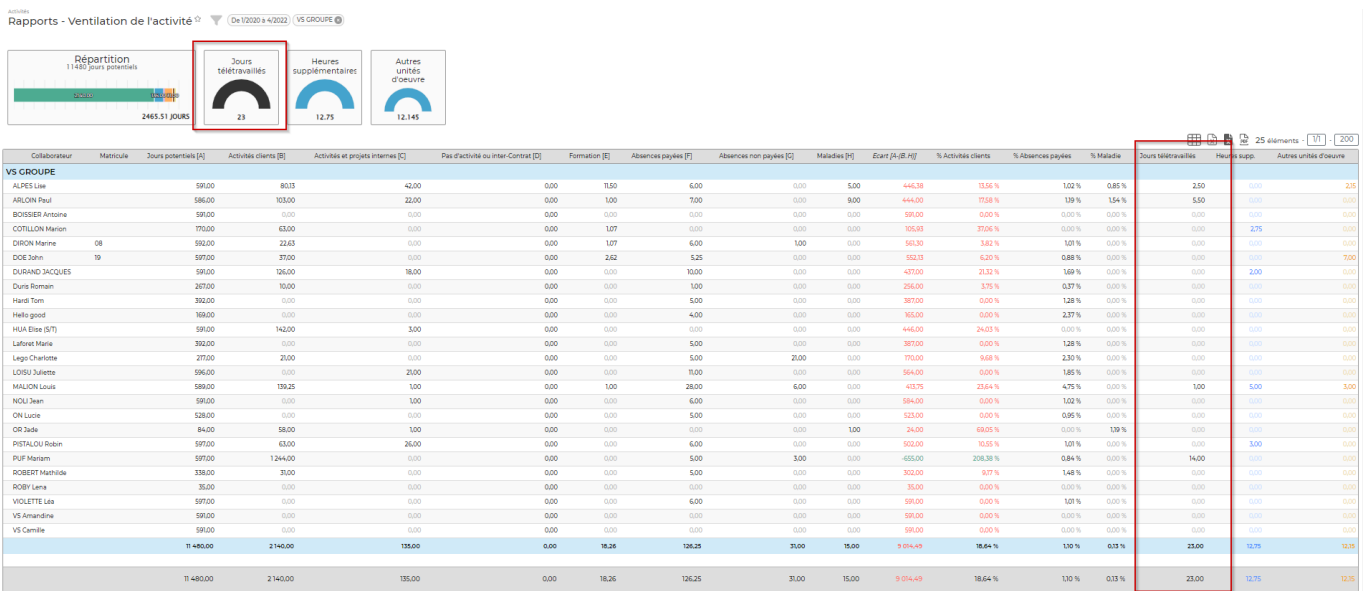 Activités
Rapports - Ventilation de l'activité De 1/2020 à 4/2022 VS GROUPE
Répartition
11480 jours potentiels
2465.51 JOURS
Jours
télétravaillés
23
Heures
supplémentaires
12.75
Autres
unités
d'oeuvre
12.145
25 éléments - 1/1 - 200
Collaborateur Matricule Jours potentiels [A] Activités clients [B] Activités et projets internes [C] Pas d'activité ou inter-Contrat [D] Formation [E] Absences payées [F] Absences non payées [G] Maladies [H] Ecart [A-(B..H)] % Activités clients % Absences payées % Maladie Jours télétravaillés Heures supp. Autres unités d'oeuvre
VS GROUPE
ALPES Lise 591,00 80,13 42,00 0,00 11,50 6,00 0,00 5,00 446,38 13,56 % 1,02 % 0,85 % 2,50 0,00 2,15
ARLOIN Paul 586,00 103,00 22,00 0,00 1,00 7,00 0,00 9,00 444,00 17,58 % 1,19 % 1,54 % 5,50 0,00 0,00
BOISSIER Antoine 591,00 0,00 0,00 0,00 0,00 0,00 0,00 0,00 591,00 0,00 % 0,00 % 0,00 % 0,00 0,00 0,00
COTILLON Marion 170,00 63,00 0,00 0,00 1,07 0,00 0,00 0,00 105,93 37,06 % 0,00 % 0,00 % 0,00 2,75 0,00
DIRON Marine 08 592,00 22,63 0,00 0,00 1,07 6,00 1,00 0,00 561,30 3,82 % 1,01 % 0,00 % 0,00 0,00 0,00
DOE John 19 597,00 37,00 0,00 0,00 2,62 5,25 0,00 0,00 552,13 6,20 % 0,88 % 0,00 % 0,00 0,00 7,00
DURAND JACQUES 591,00 126,00 18,00 0,00 0,00 10,00 0,00 0,00 437,00 21,32 % 1,69 % 0,00 % 0,00 2,00 0,00
Duris Romain 267,00 10,00 0,00 0,00 0,00 1,00 0,00 0,00 256,00 3,75 % 0,37 % 0,00 % 0,00 0,00 0,00
Hardi Tom 392,00 0,00 0,00 0,00 0,00 5,00 0,00 0,00 387,00 0,00 % 1,28 % 0,00 % 0,00 0,00 0,00
Hello good 169,00 0,00 0,00 0,00 0,00 4,00 0,00 0,00 165,00 0,00 % 2,37 % 0,00 % 0,00 0,00 0,00
HUA Elise (S/T) 591,00 142,00 3,00 0,00 0,00 0,00 0,00 0,00 446,00 24,03 % 0,00 % 0,00 % 0,00 0,00 0,00
Laforet Marie 392,00 0,00 0,00 0,00 0,00 5,00 0,00 0,00 387,00 0,00 % 1,28 % 0,00 % 0,00 0,00 0,00
Lego Charlotte 217,00 21,00 0,00 0,00 0,00 5,00 21,00 0,00 170,00 9,68 % 2,30 % 0,00 % 0,00 0,00 0,00
LOISU Juliette 596,00 0,00 21,00 0,00 0,00 11,00 0,00 0,00 564,00 0,00 % 1,85 % 0,00 % 0,00 0,00 0,00
MALION Louis 589,00 139,25 1,00 0,00 1,00 28,00 6,00 0,00 413,75 23,64 % 4,75 % 0,00 % 1,00 5,00 3,00
NOLI Jean 591,00 0,00 1,00 0,00 0,00 6,00 0,00 0,00 584,00 0,00 % 1,02 % 0,00 % 0,00 0,00 0,00
ON Lucie 528,00 0,00 0,00 0,00 0,00 5,00 0,00 0,00 523,00 0,00 % 0,95 % 0,00 % 0,00 0,00 0,00
OR Jade 84,00 58,00 1,00 0,00 0,00 0,00 0,00 1,00 24,00 69,05 % 0,00 % 1,19 % 0,00 0,00 0,00
PISTALOU Robin 597,00 63,00 26,00 0,00 0,00 6,00 0,00 0,00 502,00 10,55 % 1,01 % 0,00 % 0,00 3,00 0,00
PUF Mariam 597,00 1 244,00 0,00 0,00 0,00 5,00 3,00 0,00 -655,00 208,38 % 0,84 % 0,00 % 14,00 0,00 0,00
ROBERT Mathilde 338,00 31,00 0,00 0,00 0,00 5,00 0,00 0,00 302,00 9,17 % 1,48 % 0,00 % 0,00 0,00 0,00
ROBY Lena 35,00 0,00 0,00 0,00 0,00 0,00 0,00 0,00 35,00 0,00 % 0,00 % 0,00 % 0,00 0,00 0,00
VIOLETTE Léa 597,00 0,00 0,00 0,00 0,00 6,00 0,00 0,00 591,00 0,00 % 1,01 % 0,00 % 0,00 0,00 0,00
VS Amandine 591,00 0,00 0,00 0,00 0,00 0,00 0,00 0,00 591,00 0,00 % 0,00 % 0,00 % 0,00 0,00 0,00
VS Camille 591,00 0,00 0,00 0,00 0,00 0,00 0,00 0,00 591,00 0,00 % 0,00 % 0,00 % 0,00 0,00 0,00
11 480,00 2 140,00 135,00 0,00 18,26 126,25 31,00 15,00 9 014,49 18,64 % 1,10 % 0,13 % 23,00 12,75 12,15
11 480,00 2 140,00 135,00 0,00 18,26 126,25 31,00 15,00 9 014,49 18,64 % 1,10 % 0,13 % 23,00 12,75 12,15